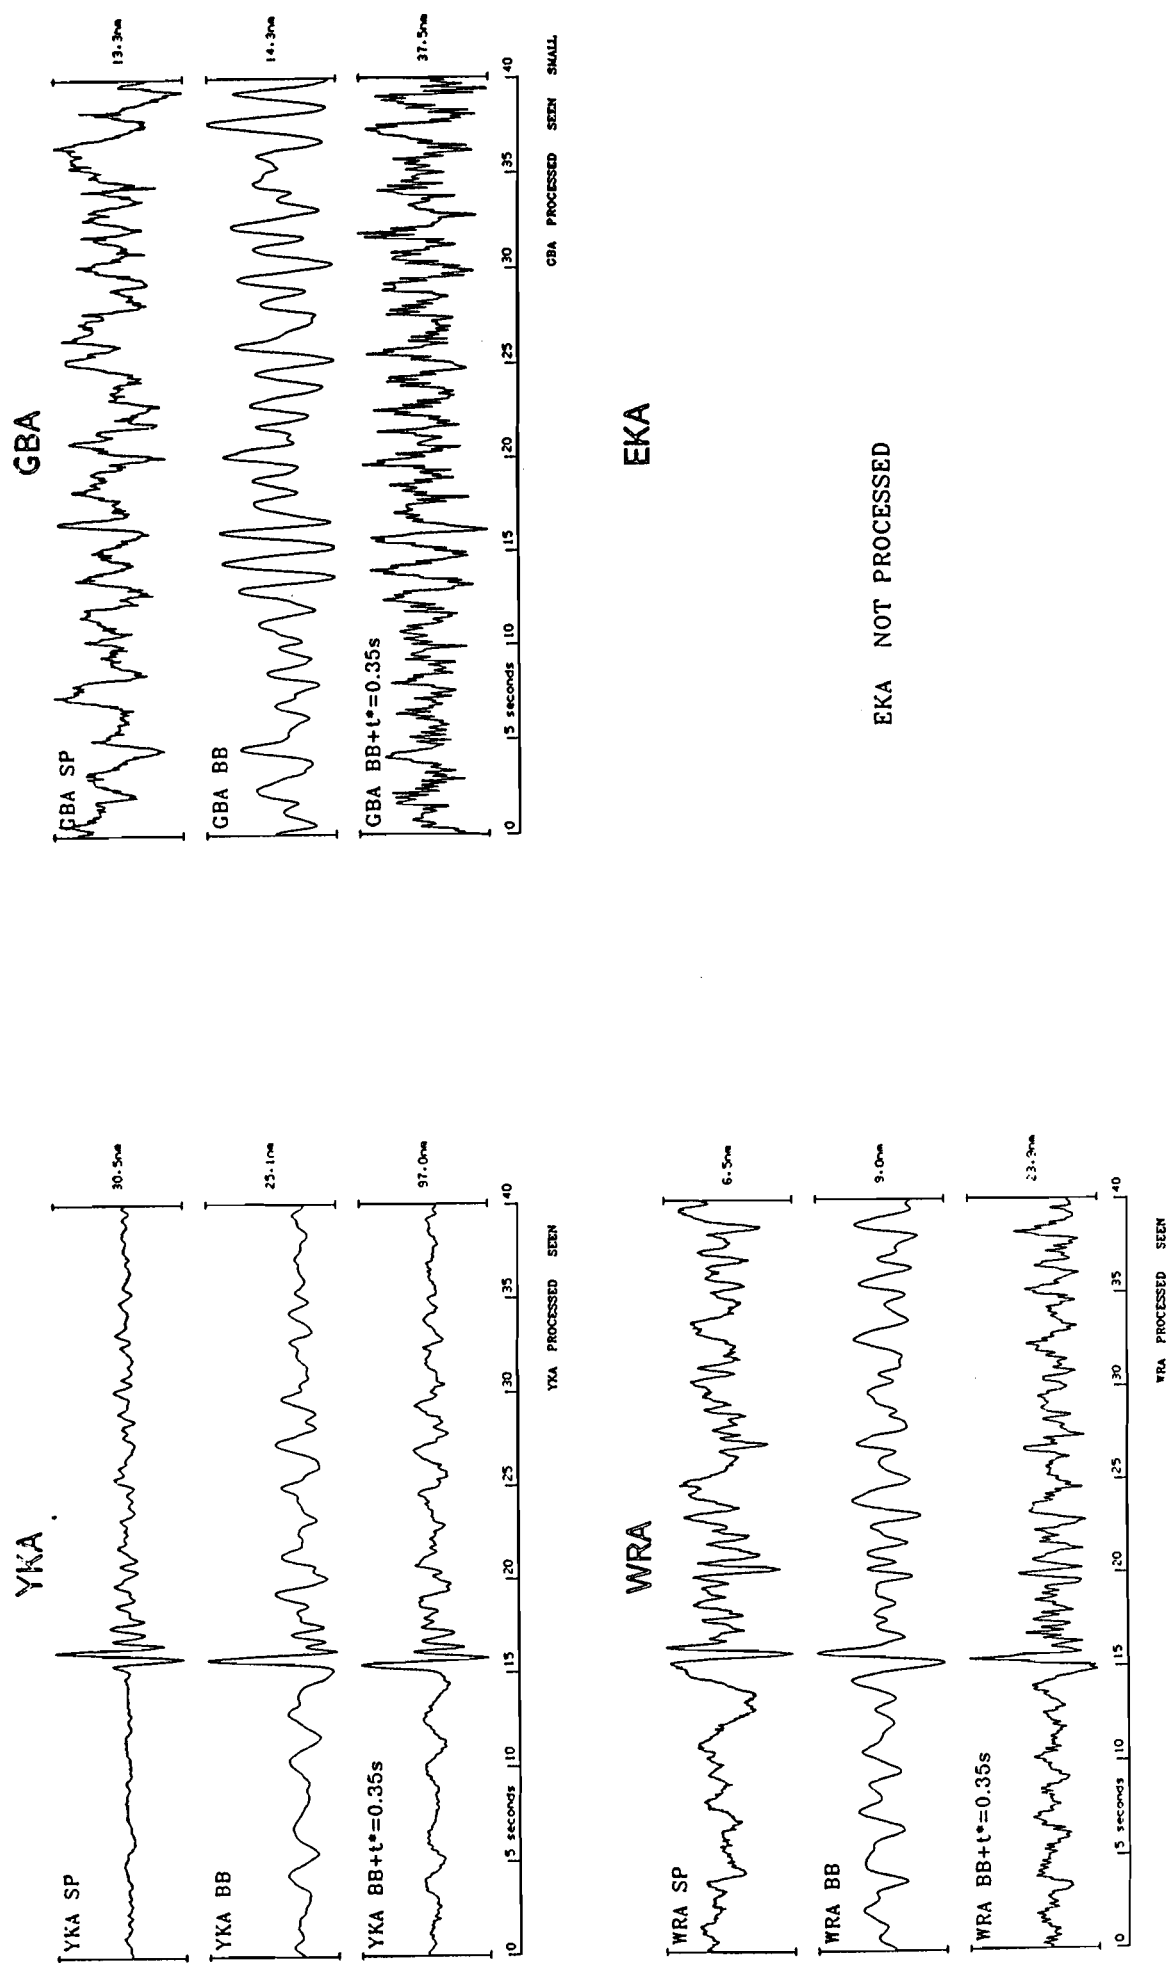 YKA
YKA SP
30.5nm
YKA BB
25.1nm
YKA BB+t*=0.35s
97.0nm
0 5 seconds 10 15 20 25 30 35 40
YKA PROCESSED SEEN
GBA
GBA SP
13.3nm
GBA BB
14.3nm
GBA BB+t*=0.35s
37.5nm
0 5 seconds 10 15 20 25 30 35 40
GBA PROCESSED SEEN SMALL
WRA
WRA SP
6.5nm
WRA BB
9.0nm
WRA BB+t*=0.35s
23.9nm
0 5 seconds 10 15 20 25 30 35 40
WRA PROCESSED SEEN
EKA
EKA NOT PROCESSED